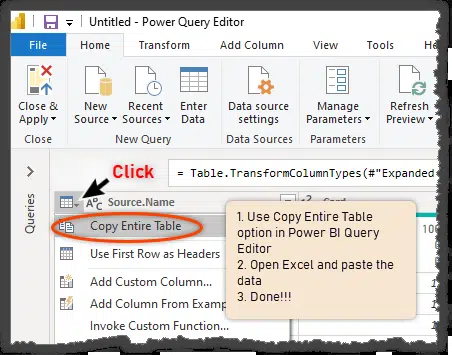 Untitled - Power Query Editor
File Home Transform Add Column View
Close & Apply
New Source
Recent Sources
Enter Data
Data source settings
Manage Parameters
Refresh Preview
Close New Query Data Sources Parameters
Click
= Table.TransformColumnTypes(#"Expanded
Queries
ABC Source.Name
Copy Entire Table
Use First Row as Headers
Add Custom Column...
Add Column From Examp
Invoke Custom Function...
1. Use Copy Entire Table
option in Power BI Query
Editor
2. Open Excel and paste the
data
3. Done!!!